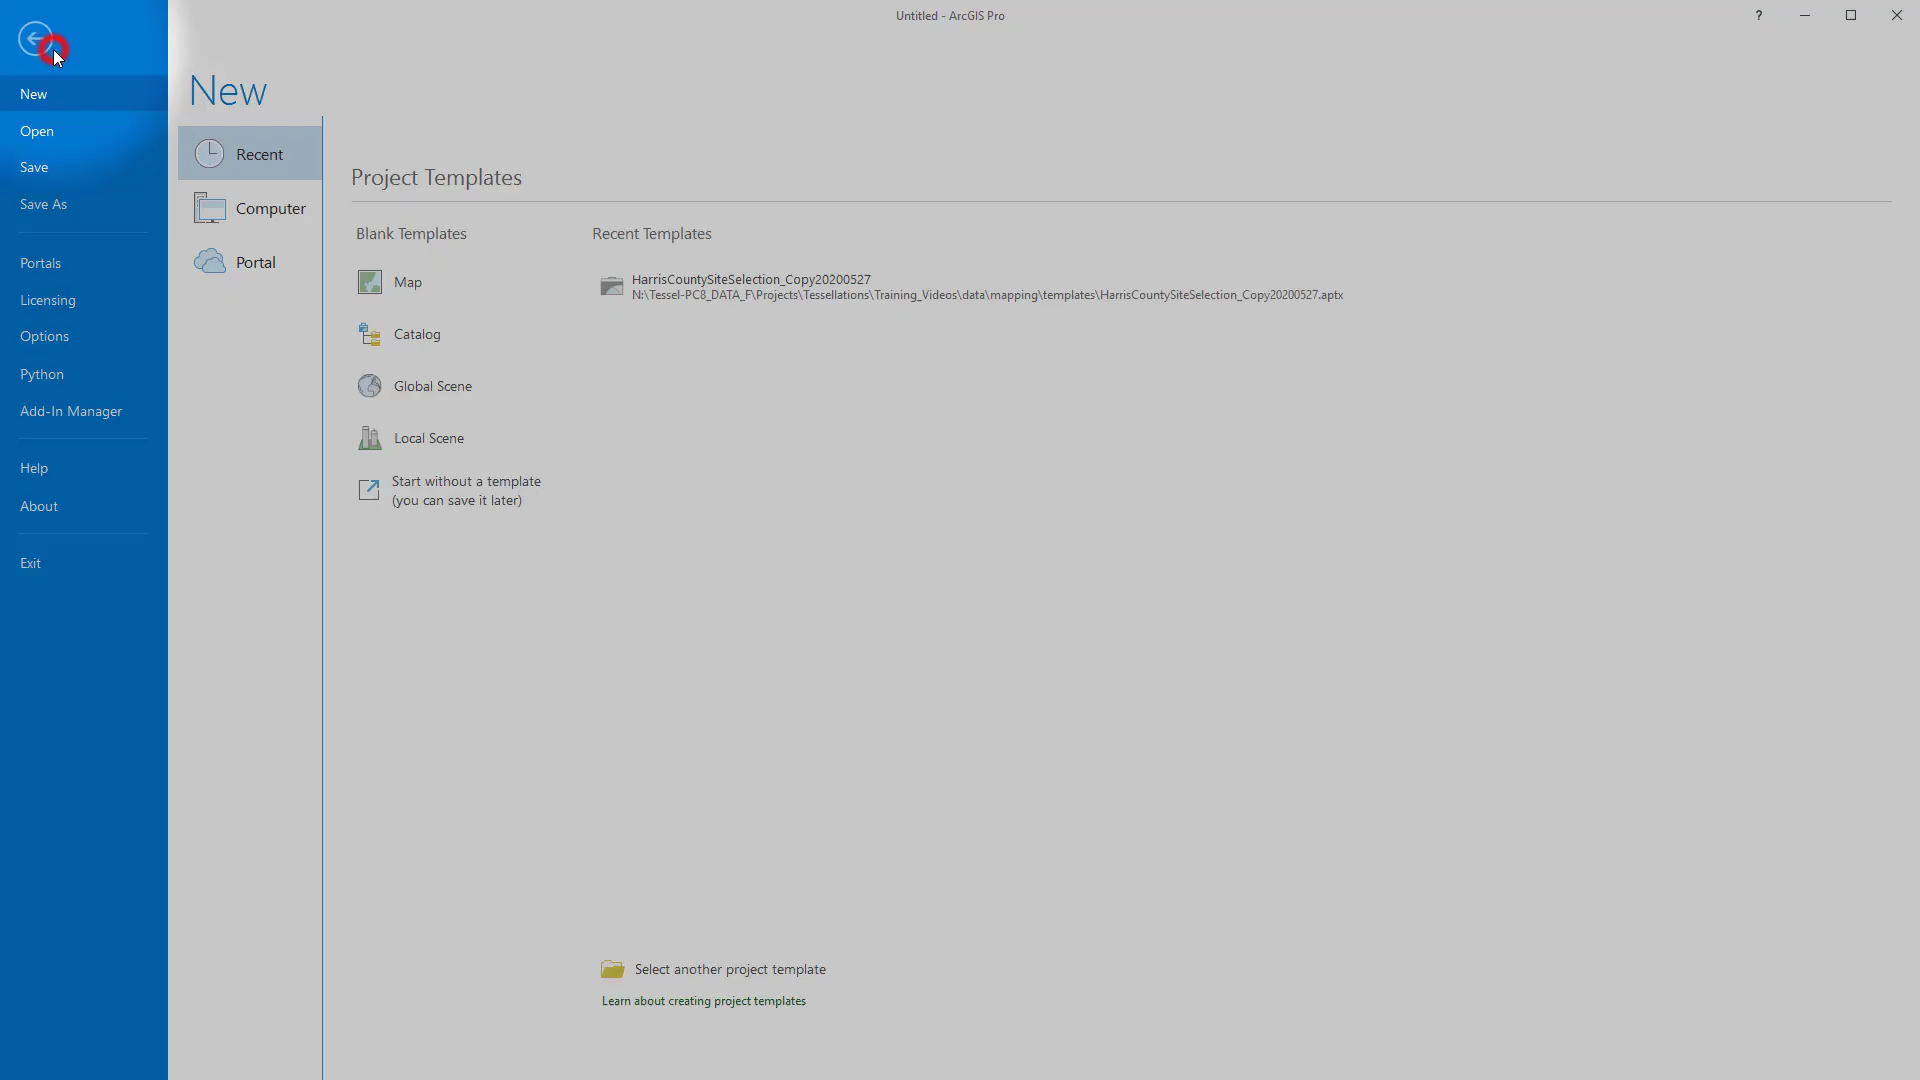 Untitled - ArcGIS Pro
?
New
Open
Save
Save As
Portals
Licensing
Options
Python
Add-In Manager
Help
About
Exit
New
Recent
Computer
Portal
Project Templates
Blank Templates
Map
Catalog
Global Scene
Local Scene
Start without a template
(you can save it later)
Recent Templates
HarrisCountySiteSelection_Copy20200527
N:\Tessel-PC8_DATA_F\Projects\Tessellations\Training_Videos\data\mapping\templates\HarrisCountySiteSelection_Copy20200527.aptx
Select another project template
Learn about creating project templates